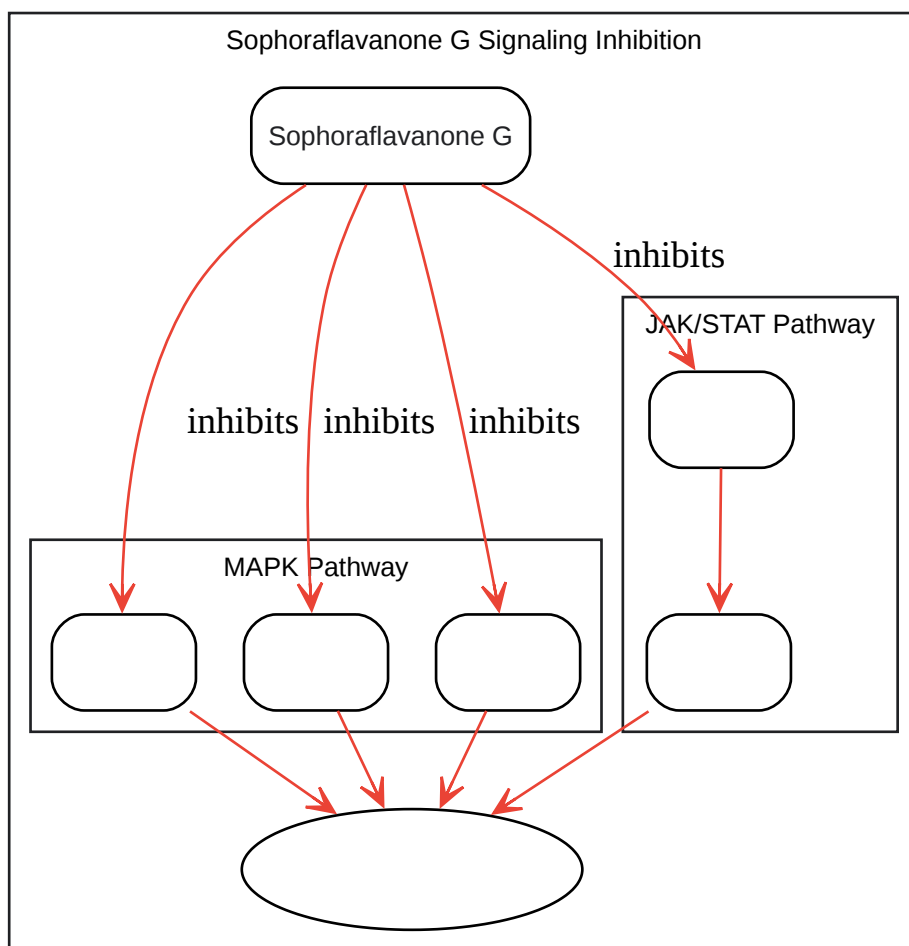 Sophoraflavanone G Signaling Inhibition
Sophoraflavanone G
inhibits
JAK/STAT Pathway
inhibits
inhibits
inhibits
MAPK Pathway